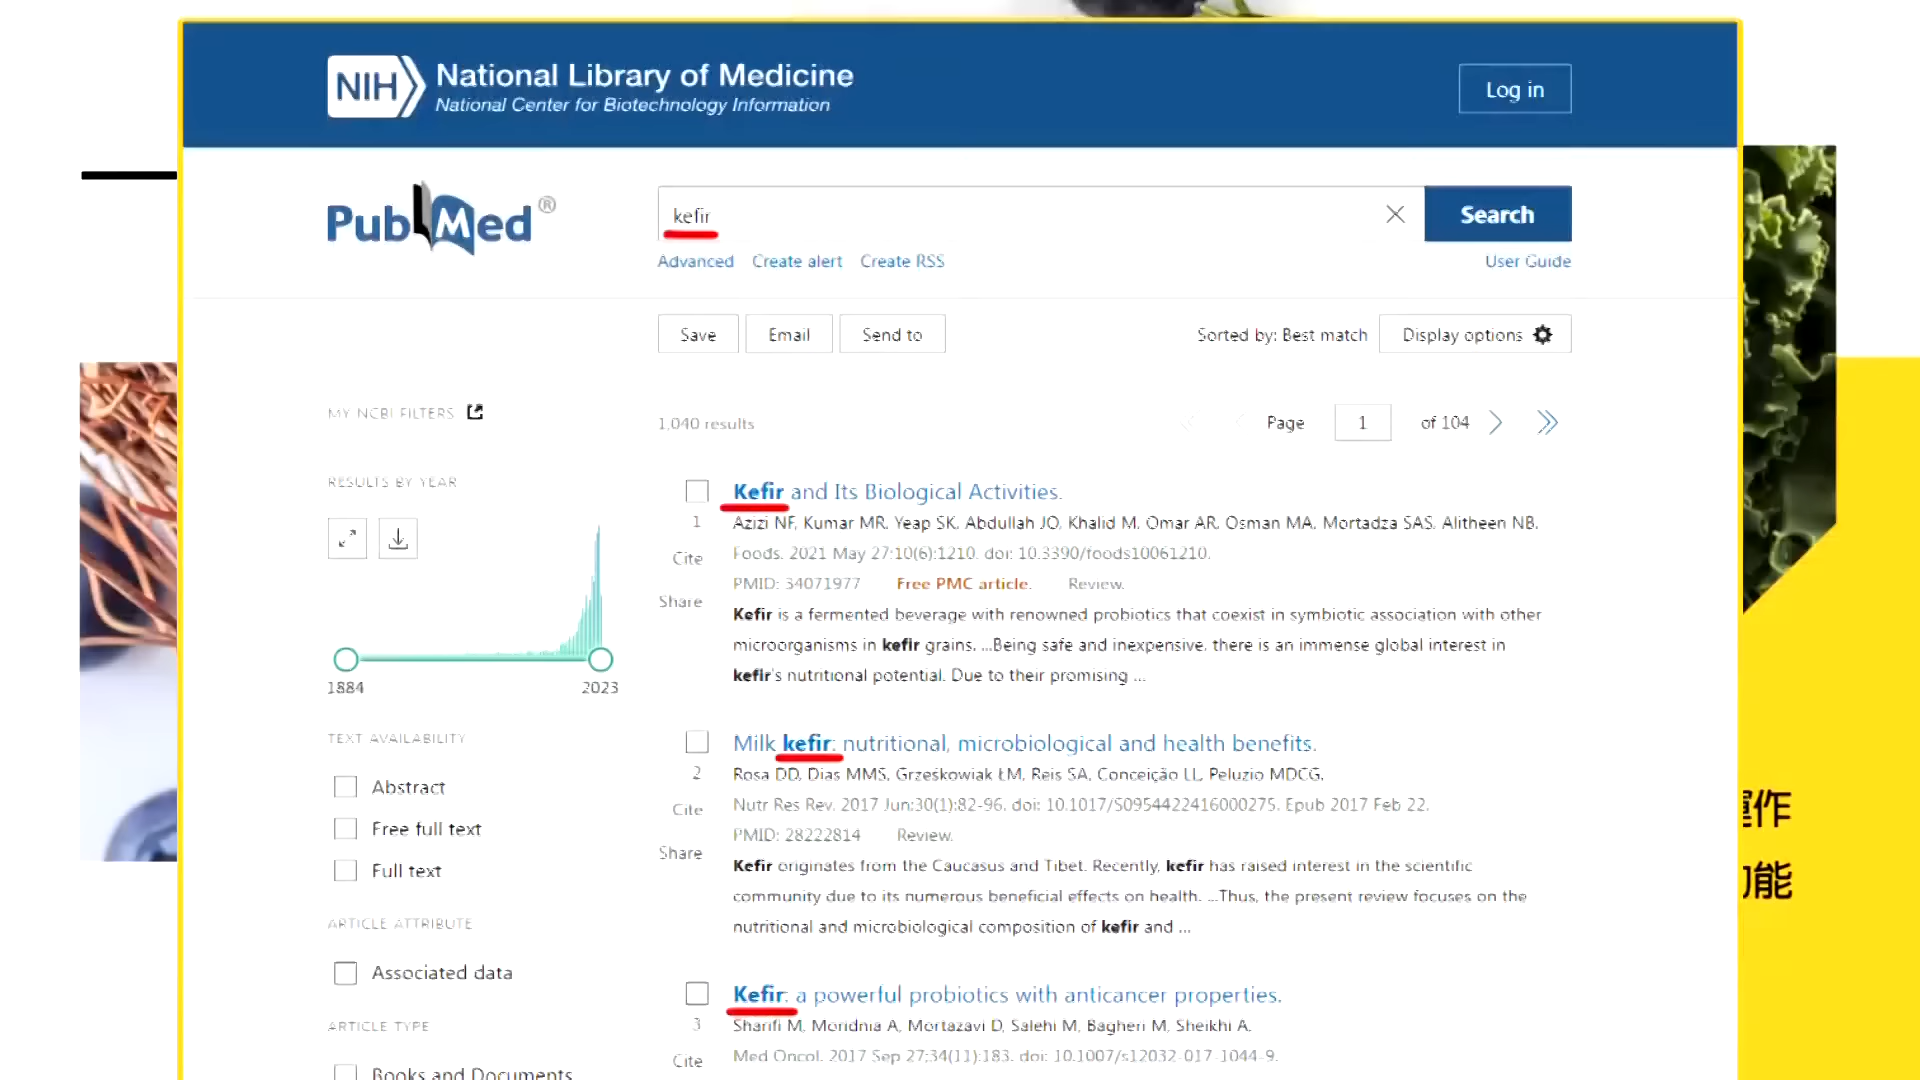 NIH National Library of Medicine
National Center for Biotechnology Information
Log in
PubMed®
kefir
Search
Advanced Create alert Create RSS
User Guide
Save Email Send to
Sorted by: Best match
Display options
MY NCBI FILTERS
1,040 results
Page 1 of 104
RESULTS BY YEAR
1884 2023
TEXT AVAILABILITY
Abstract
Free full text
Full text
ARTICLE ATTRIBUTE
Associated data
ARTICLE TYPE
Books and Documents
Kefir and Its Biological Activities.
1
Cite
Share
Azizi NF, Kumar MR, Yeap SK, Abdullah JO, Khalid M, Omar AR, Osman MA, Mortadza SAS, Alitheen NB.
Foods. 2021 May 27;10(6):1210. doi: 10.3390/foods10061210.
PMID: 34071977 Free PMC article. Review.
Kefir is a fermented beverage with renowned probiotics that coexist in symbiotic association with other
microorganisms in kefir grains. ...Being safe and inexpensive, there is an immense global interest in
kefir's nutritional potential. Due to their promising ...
Milk kefir: nutritional, microbiological and health benefits.
2
Cite
Share
Rosa DD, Dias MMS, Grześkowiak ŁM, Reis SA, Conceição LL, Peluzio MDCG.
Nutr Res Rev. 2017 Jun;30(1):82-96. doi: 10.1017/S0954422416000275. Epub 2017 Feb 22.
PMID: 28222814 Review.
Kefir originates from the Caucasus and Tibet. Recently, kefir has raised interest in the scientific
community due to its numerous beneficial effects on health. ...Thus, the present review focuses on the
nutritional and microbiological composition of kefir and ...
Kefir: a powerful probiotics with anticancer properties.
3
Cite
Sharifi M, Moridnia A, Mortazavi D, Salehi M, Bagheri M, Sheikhi A.
Med Oncol. 2017 Sep 27;34(11):183. doi: 10.1007/s12032-017-1044-9.
作
能